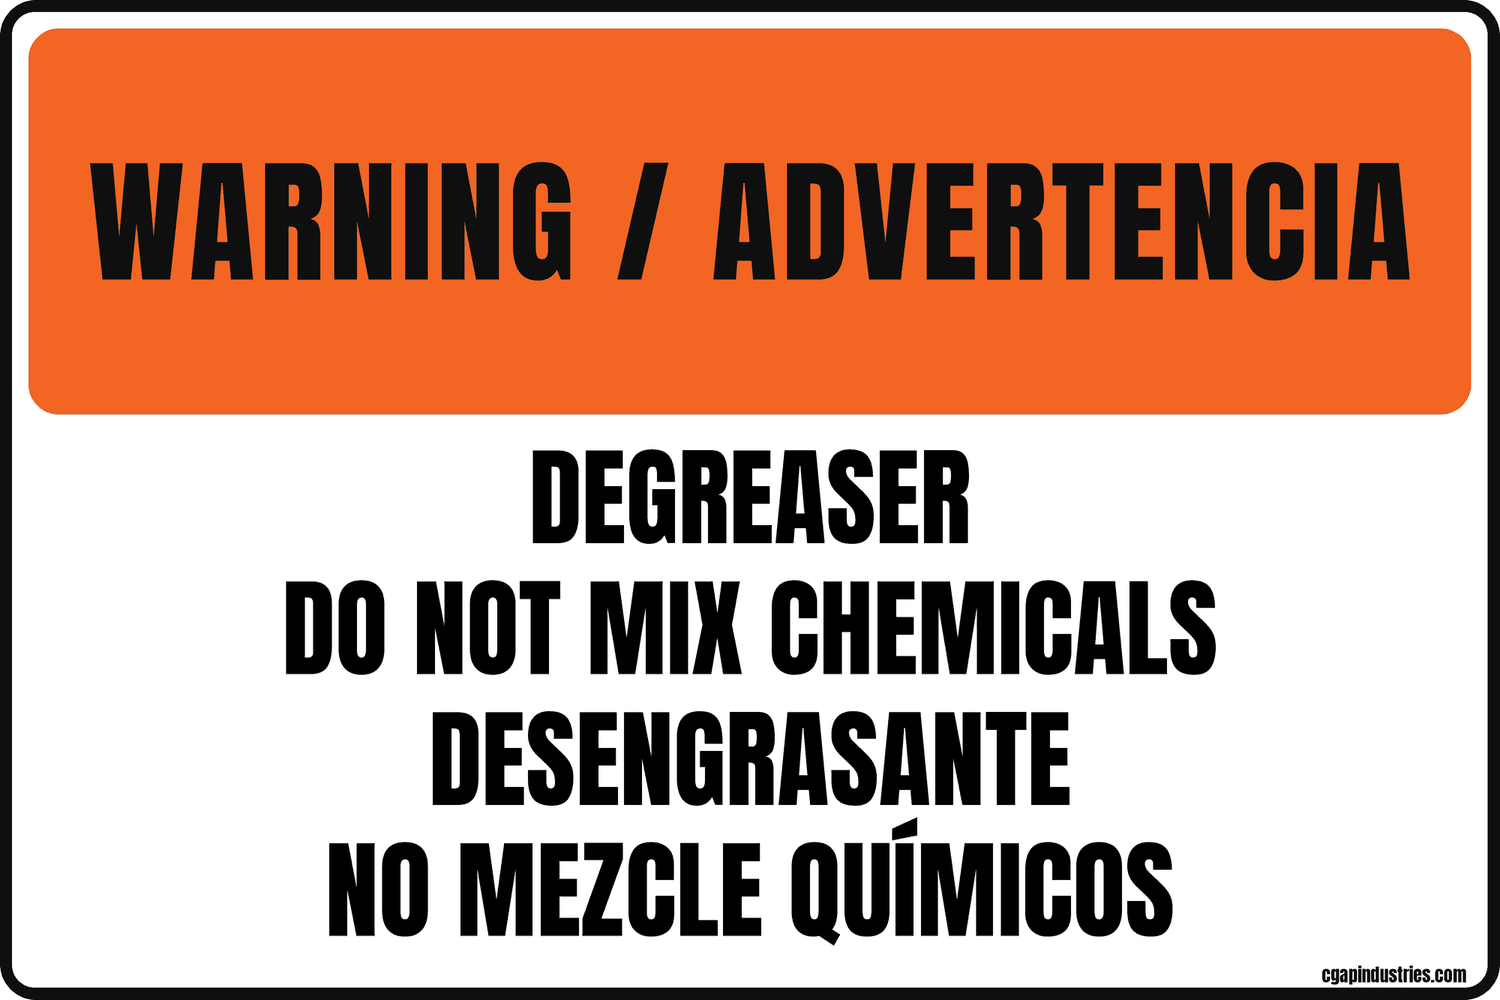 WARNING / ADVERTENCIA
DEGREASER
DO NOT MIX CHEMICALS
DESENGRASANTE
NO MEZCLE QUÍMICOS
cgapindustries.com